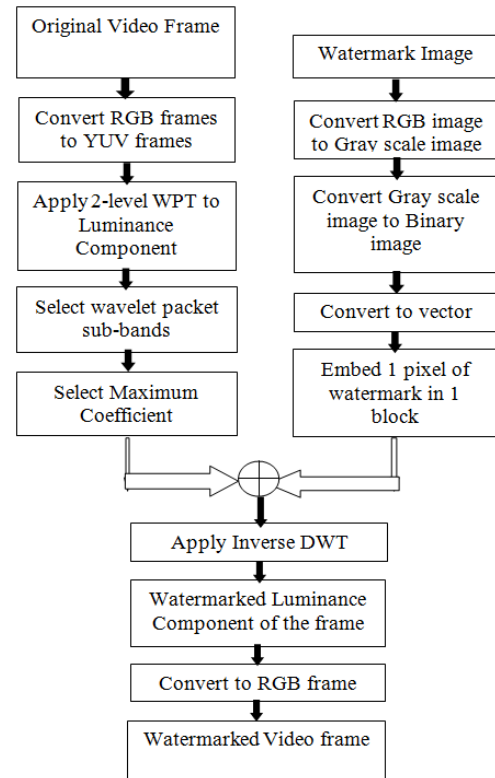 Original Video Frame
Convert RGB frames
to YUV frames
Apply 2-level WPT to
Luminance
Component
Select wavelet packet
sub-bands
Select Maximum
Coefficient
Watermark Image
Convert RGB image
to Gray scale image
Convert Gray scale
image to Binary
image
Convert to vector
Embed 1 pixel of
watermark in 1
block
Apply Inverse DWT
Watermarked Luminance
Component of the frame
Convert to RGB frame
Watermarked Video frame